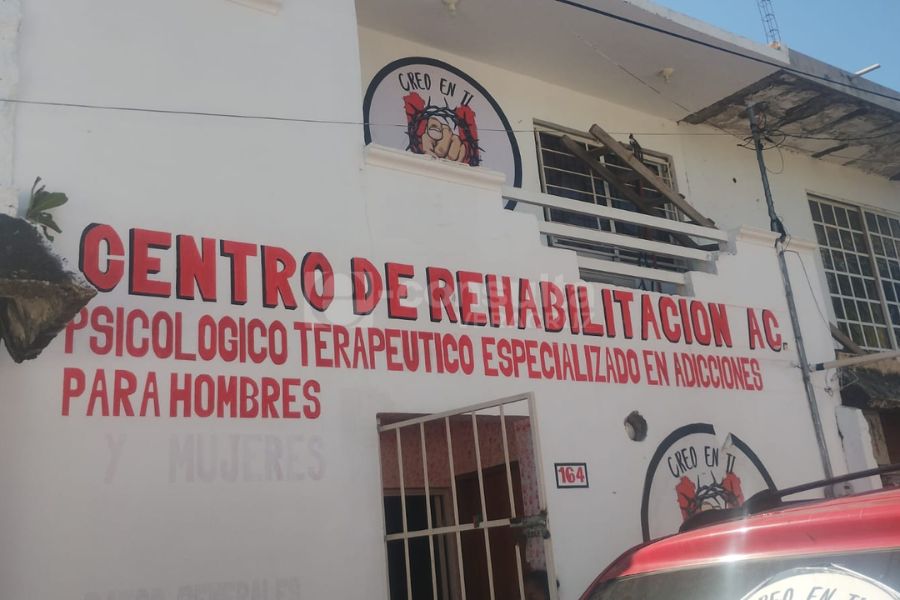 CREO EN TI
CENTRO DE REHABILITACION AC.
PSICOLOGICO TERAPEUTICO ESPECIALIZADO EN ADICCIONES
PARA HOMBRES
Y MUJERES
164
CREO EN TI
GENERALES
CREO EN TI